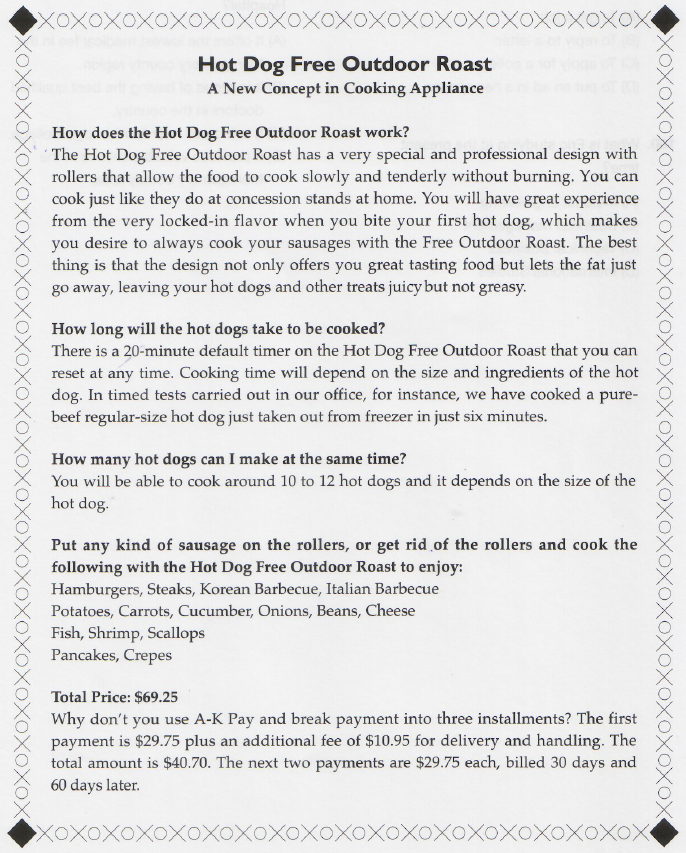 Hot Dog Free Outdoor Roast
A New Concept in Cooking Appliance
How does the Hot Dog Free Outdoor Roast work?
The Hot Dog Free Outdoor Roast has a very special and professional design with
rollers that allow the food to cook slowly and tenderly without burning. You can
cook just like they do at concession stands at home. You will have great experience
from the very locked-in flavor when you bite your first hot dog, which makes
you desire to always cook your sausages with the Free Outdoor Roast. The best
thing is that the design not only offers you great tasting food but lets the fat just
go away, leaving your hot dogs and other treats juicy but not greasy.
How long will the hot dogs take to be cooked?
There is a 20-minute default timer on the Hot Dog Free Outdoor Roast that you can
reset at any time. Cooking time will depend on the size and ingredients of the hot
dog. In timed tests carried out in our office, for instance, we have cooked a pure-
beef regular-size hot dog just taken out from freezer in just six minutes.
How many hot dogs can I make at the same time?
You will be able to cook around 10 to 12 hot dogs and it depends on the size of the
hot dog.
Put any kind of sausage on the rollers, or get rid of the rollers and cook the
following with the Hot Dog Free Outdoor Roast to enjoy:
Hamburgers, Steaks, Korean Barbecue, Italian Barbecue
Potatoes, Carrots, Cucumber, Onions, Beans, Cheese
Fish, Shrimp, Scallops
Pancakes, Crepes
Total Price: $69.25
Why don't you use A-K Pay and break payment into three installments? The first
payment is $29.75 plus an additional fee of $10.95 for delivery and handling. The
total amount is $40.70. The next two payments are $29.75 each, billed 30 days and
60 days later.